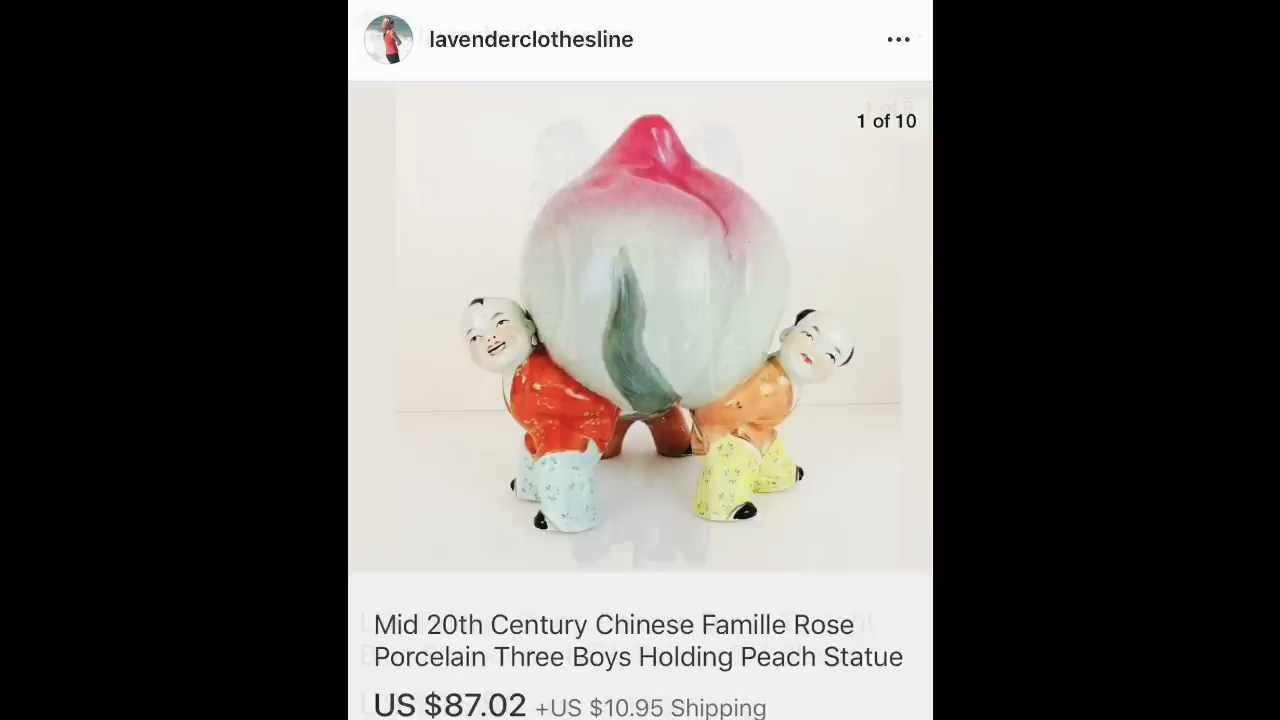 lavenderclothesline
1 of 10
Mid 20th Century Chinese Famille Rose
Porcelain Three Boys Holding Peach Statue
US $87.02 +US $10.95 Shipping